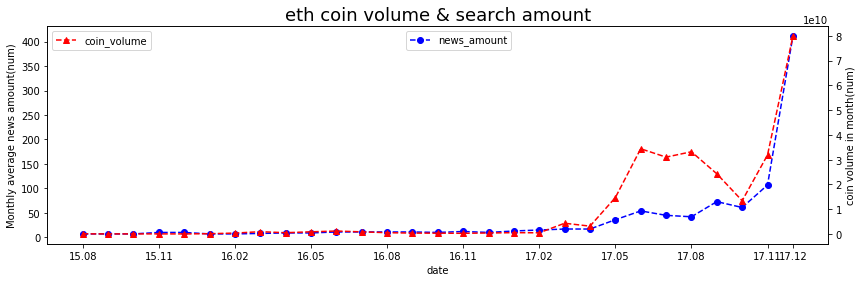 eth coin volume & search amount
1e10
coin_volume
news_amount
Monthly average news amount(num)
400
350
300
250
200
150
100
50
0
8
7
6
5
4
3
2
1
0
coin volume in month(num)
15.08 15.11 16.02 16.05 16.08 16.11 17.02 17.05 17.08 17.11 17.12
date